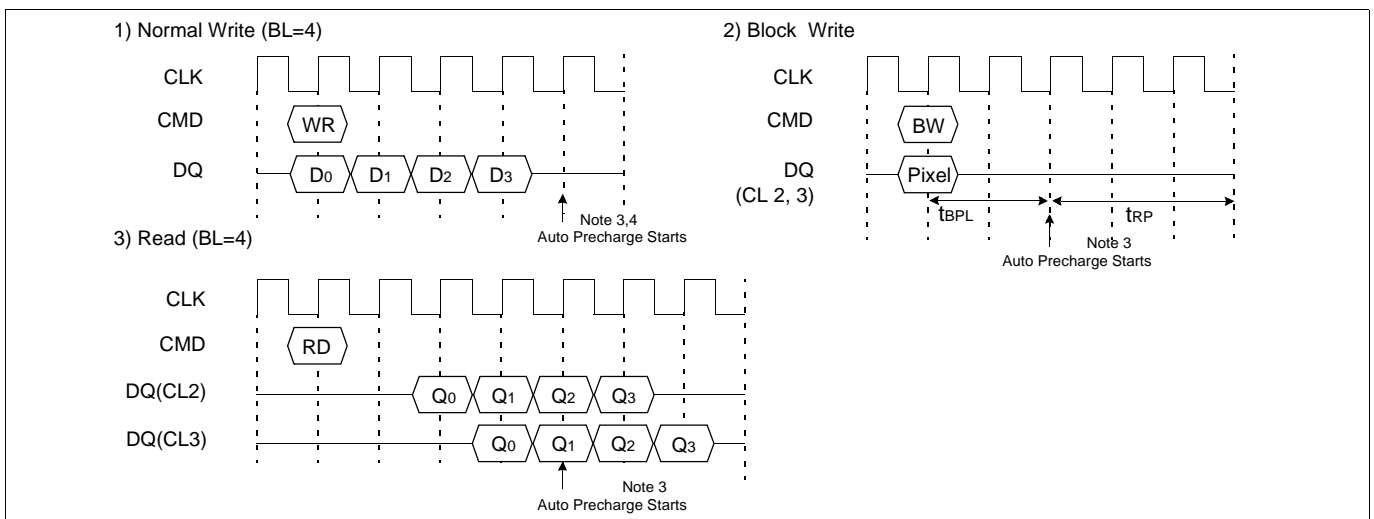 1) Normal Write (BL=4)
CLK
CMD
WR
DQ
D0 D1 D2 D3
Note 3,4
Auto Precharge Starts
2) Block Write
CLK
CMD
BW
DQ
(CL 2, 3)
Pixel
tBPL
tRP
Note 3
Auto Precharge Starts
3) Read (BL=4)
CLK
CMD
RD
DQ(CL2)
Q0 Q1 Q2 Q3
DQ(CL3)
Q0 Q1 Q2 Q3
Note 3
Auto Precharge Starts